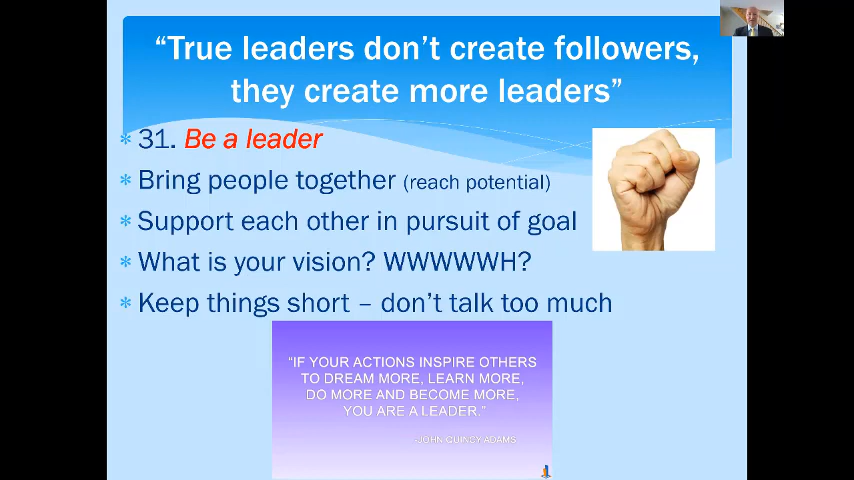 “True leaders don’t create followers,
they create more leaders”
31. Be a leader
Bring people together (reach potential)
Support each other in pursuit of goal
What is your vision? WWWWWH?
Keep things short – don’t talk too much
“IF YOUR ACTIONS INSPIRE OTHERS
TO DREAM MORE, LEARN MORE,
DO MORE AND BECOME MORE,
YOU ARE A LEADER.”
-JOHN QUINCY ADAMS